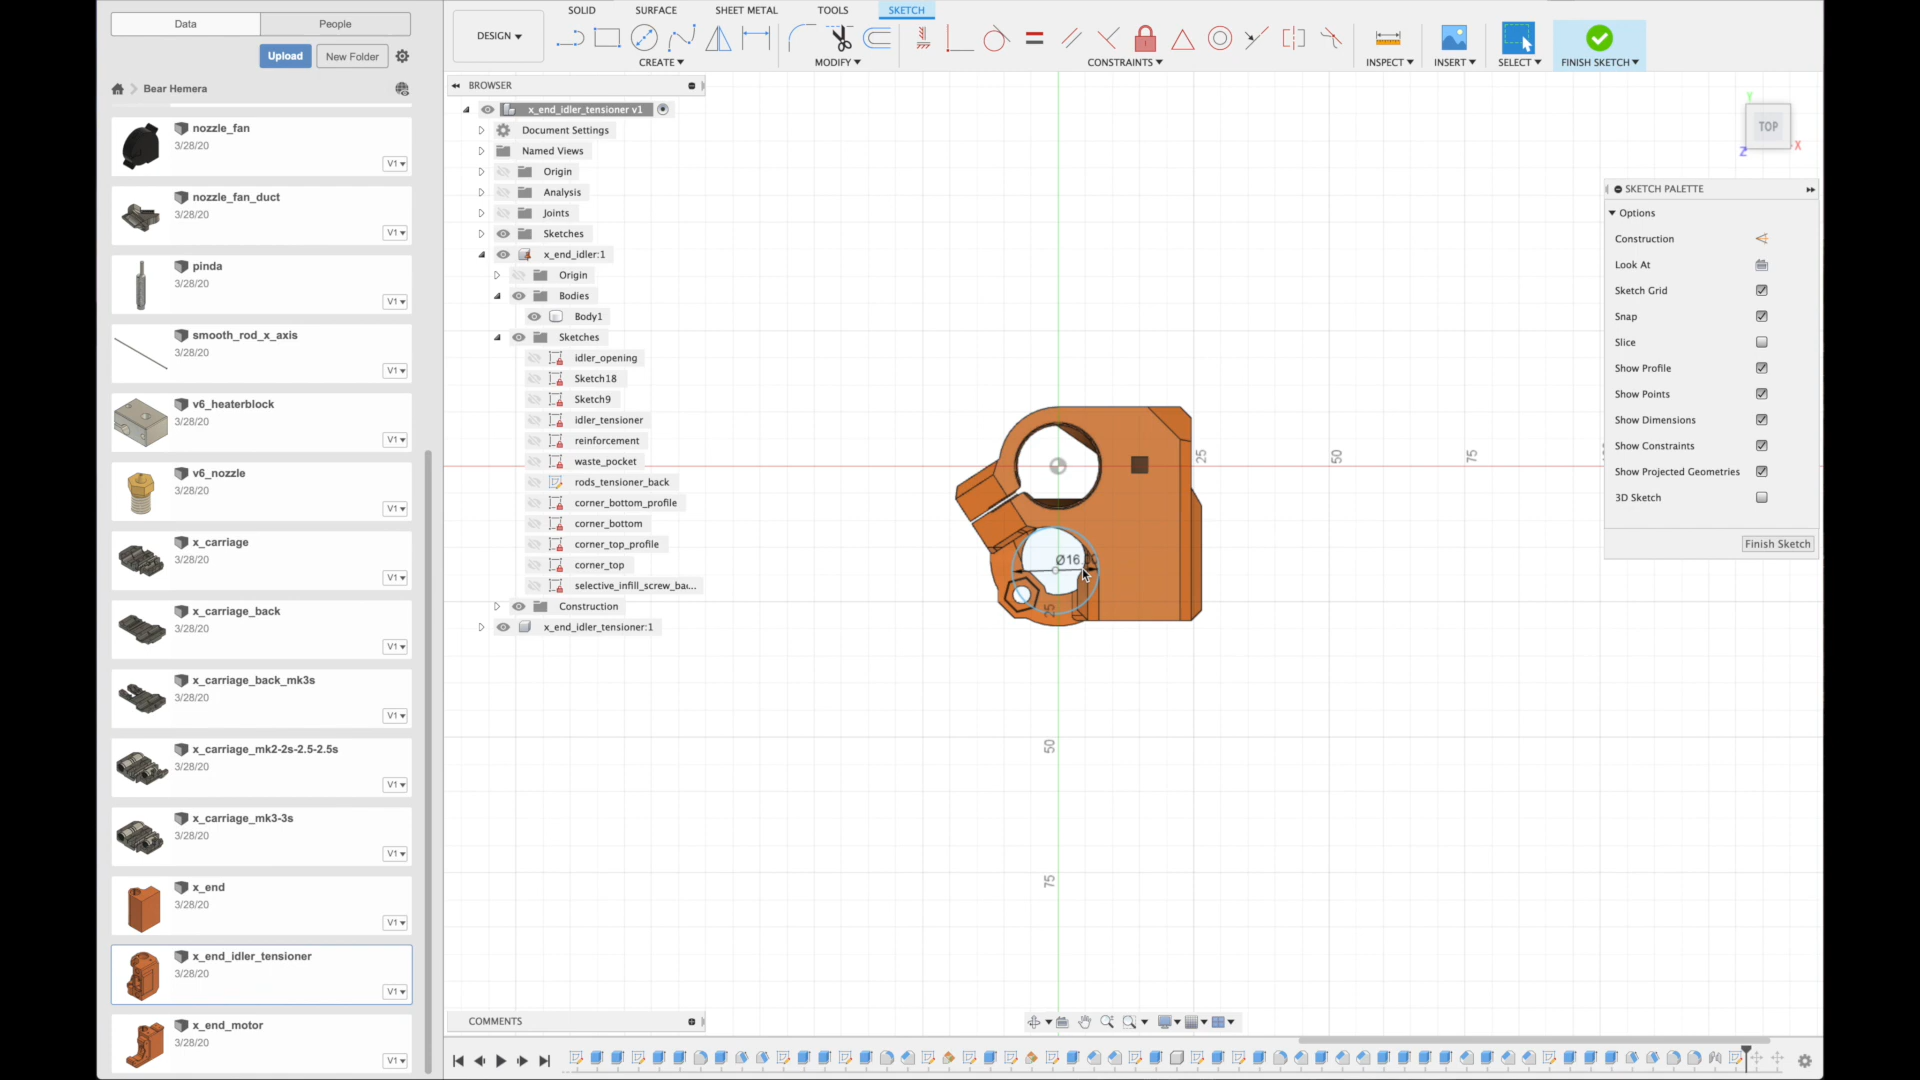 Data
People
Upload
New Folder
Bear Hemera
nozzle_fan
3/28/20
V1
nozzle_fan_duct
3/28/20
V1
pinda
3/28/20
V1
smooth_rod_x_axis
3/28/20
V1
v6_heaterblock
3/28/20
V1
v6_nozzle
3/28/20
V1
x_carriage
3/28/20
V1
x_carriage_back
3/28/20
V1
x_carriage_back_mk3s
3/28/20
V1
x_carriage_mk2-2s-2.5-2.5s
3/28/20
V1
x_carriage_mk3-3s
3/28/20
V1
x_end
3/28/20
V1
x_end_idler_tensioner
3/28/20
V1
x_end_motor
3/28/20
V1
DESIGN
SOLID
SURFACE
SHEET METAL
TOOLS
SKETCH
CREATE
MODIFY
CONSTRAINTS
INSPECT
INSERT
SELECT
FINISH SKETCH
BROWSER
x_end_idler_tensioner v1
Document Settings
Named Views
Origin
Analysis
Joints
Sketches
x_end_idler:1
Origin
Bodies
Body1
Sketches
idler_opening
Sketch18
Sketch9
idler_tensioner
reinforcement
waste_pocket
rods_tensioner_back
corner_bottom_profile
corner_bottom
corner_top_profile
corner_top
selective_infill_screw_bac...
Construction
x_end_idler_tensioner:1
COMMENTS
25
50
75
Ø16.
25
50
75
Y
TOP
Z
X
SKETCH PALETTE
Options
Construction
Look At
Sketch Grid
Snap
Slice
Show Profile
Show Points
Show Dimensions
Show Constraints
Show Projected Geometries
3D Sketch
Finish Sketch